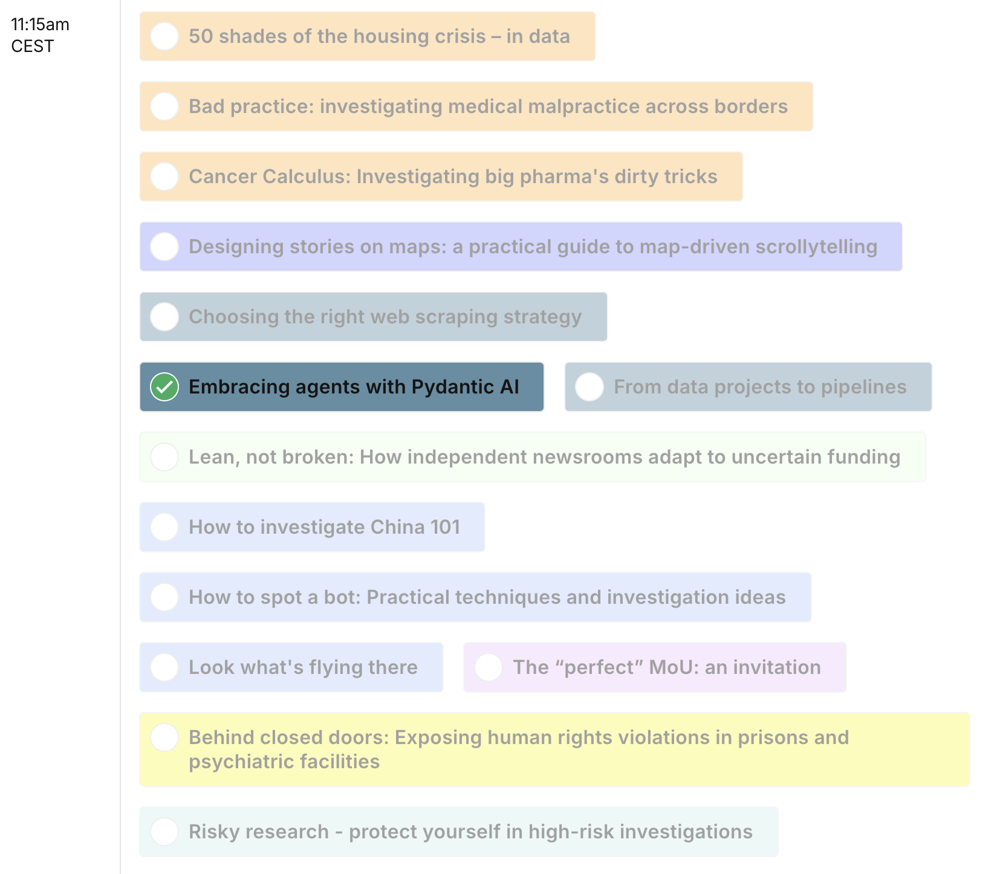 11:15am
CEST
50 shades of the housing crisis – in data
Bad practice: investigating medical malpractice across borders
Cancer Calculus: Investigating big pharma's dirty tricks
Designing stories on maps: a practical guide to map-driven scrollytelling
Choosing the right web scraping strategy
Embracing agents with Pydantic AI
From data projects to pipelines
Lean, not broken: How independent newsrooms adapt to uncertain funding
How to investigate China 101
How to spot a bot: Practical techniques and investigation ideas
Look what's flying there
The “perfect” MoU: an invitation
Behind closed doors: Exposing human rights violations in prisons and
psychiatric facilities
Risky research - protect yourself in high-risk investigations